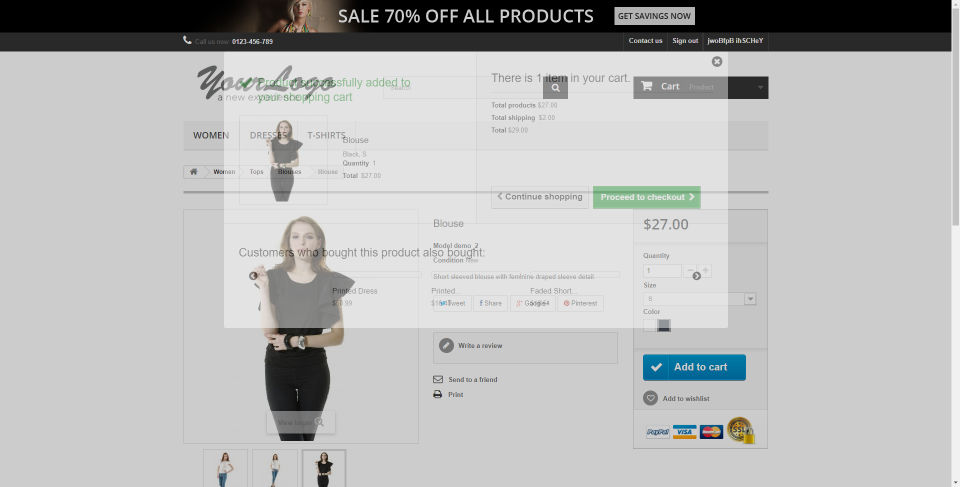 SALE 70% OFF ALL PRODUCTS
GET SAVINGS NOW
Call us now: 0123-456-789
Contact us
Sign out
jwoBfpB ihSCHeY
Your Logo
a new experience
Product successfully added to
your shopping cart
There is 1 item in your cart.
Cart Product
Total products $27.00
Total shipping $2.00
Total $29.00
WOMEN
DRESSES
T-SHIRTS
Blouse
Black, S
Quantity 1
Total $27.00
Women
Tops
Blouses
Blouse
Continue shopping
Proceed to checkout
Blouse
$27.00
Model demo_2
Customers who bought this product also bought:
Condition New
Quantity
1
Short sleeved blouse with feminine draped sleeve detail.
Size
S
Printed Dress
Printed...
Faded Short...
Tweet
Share
Pinterest
Color
View larger
Write a review
Add to cart
Send to a friend
Print
Add to wishlist
PayPal
VISA
MasterCard